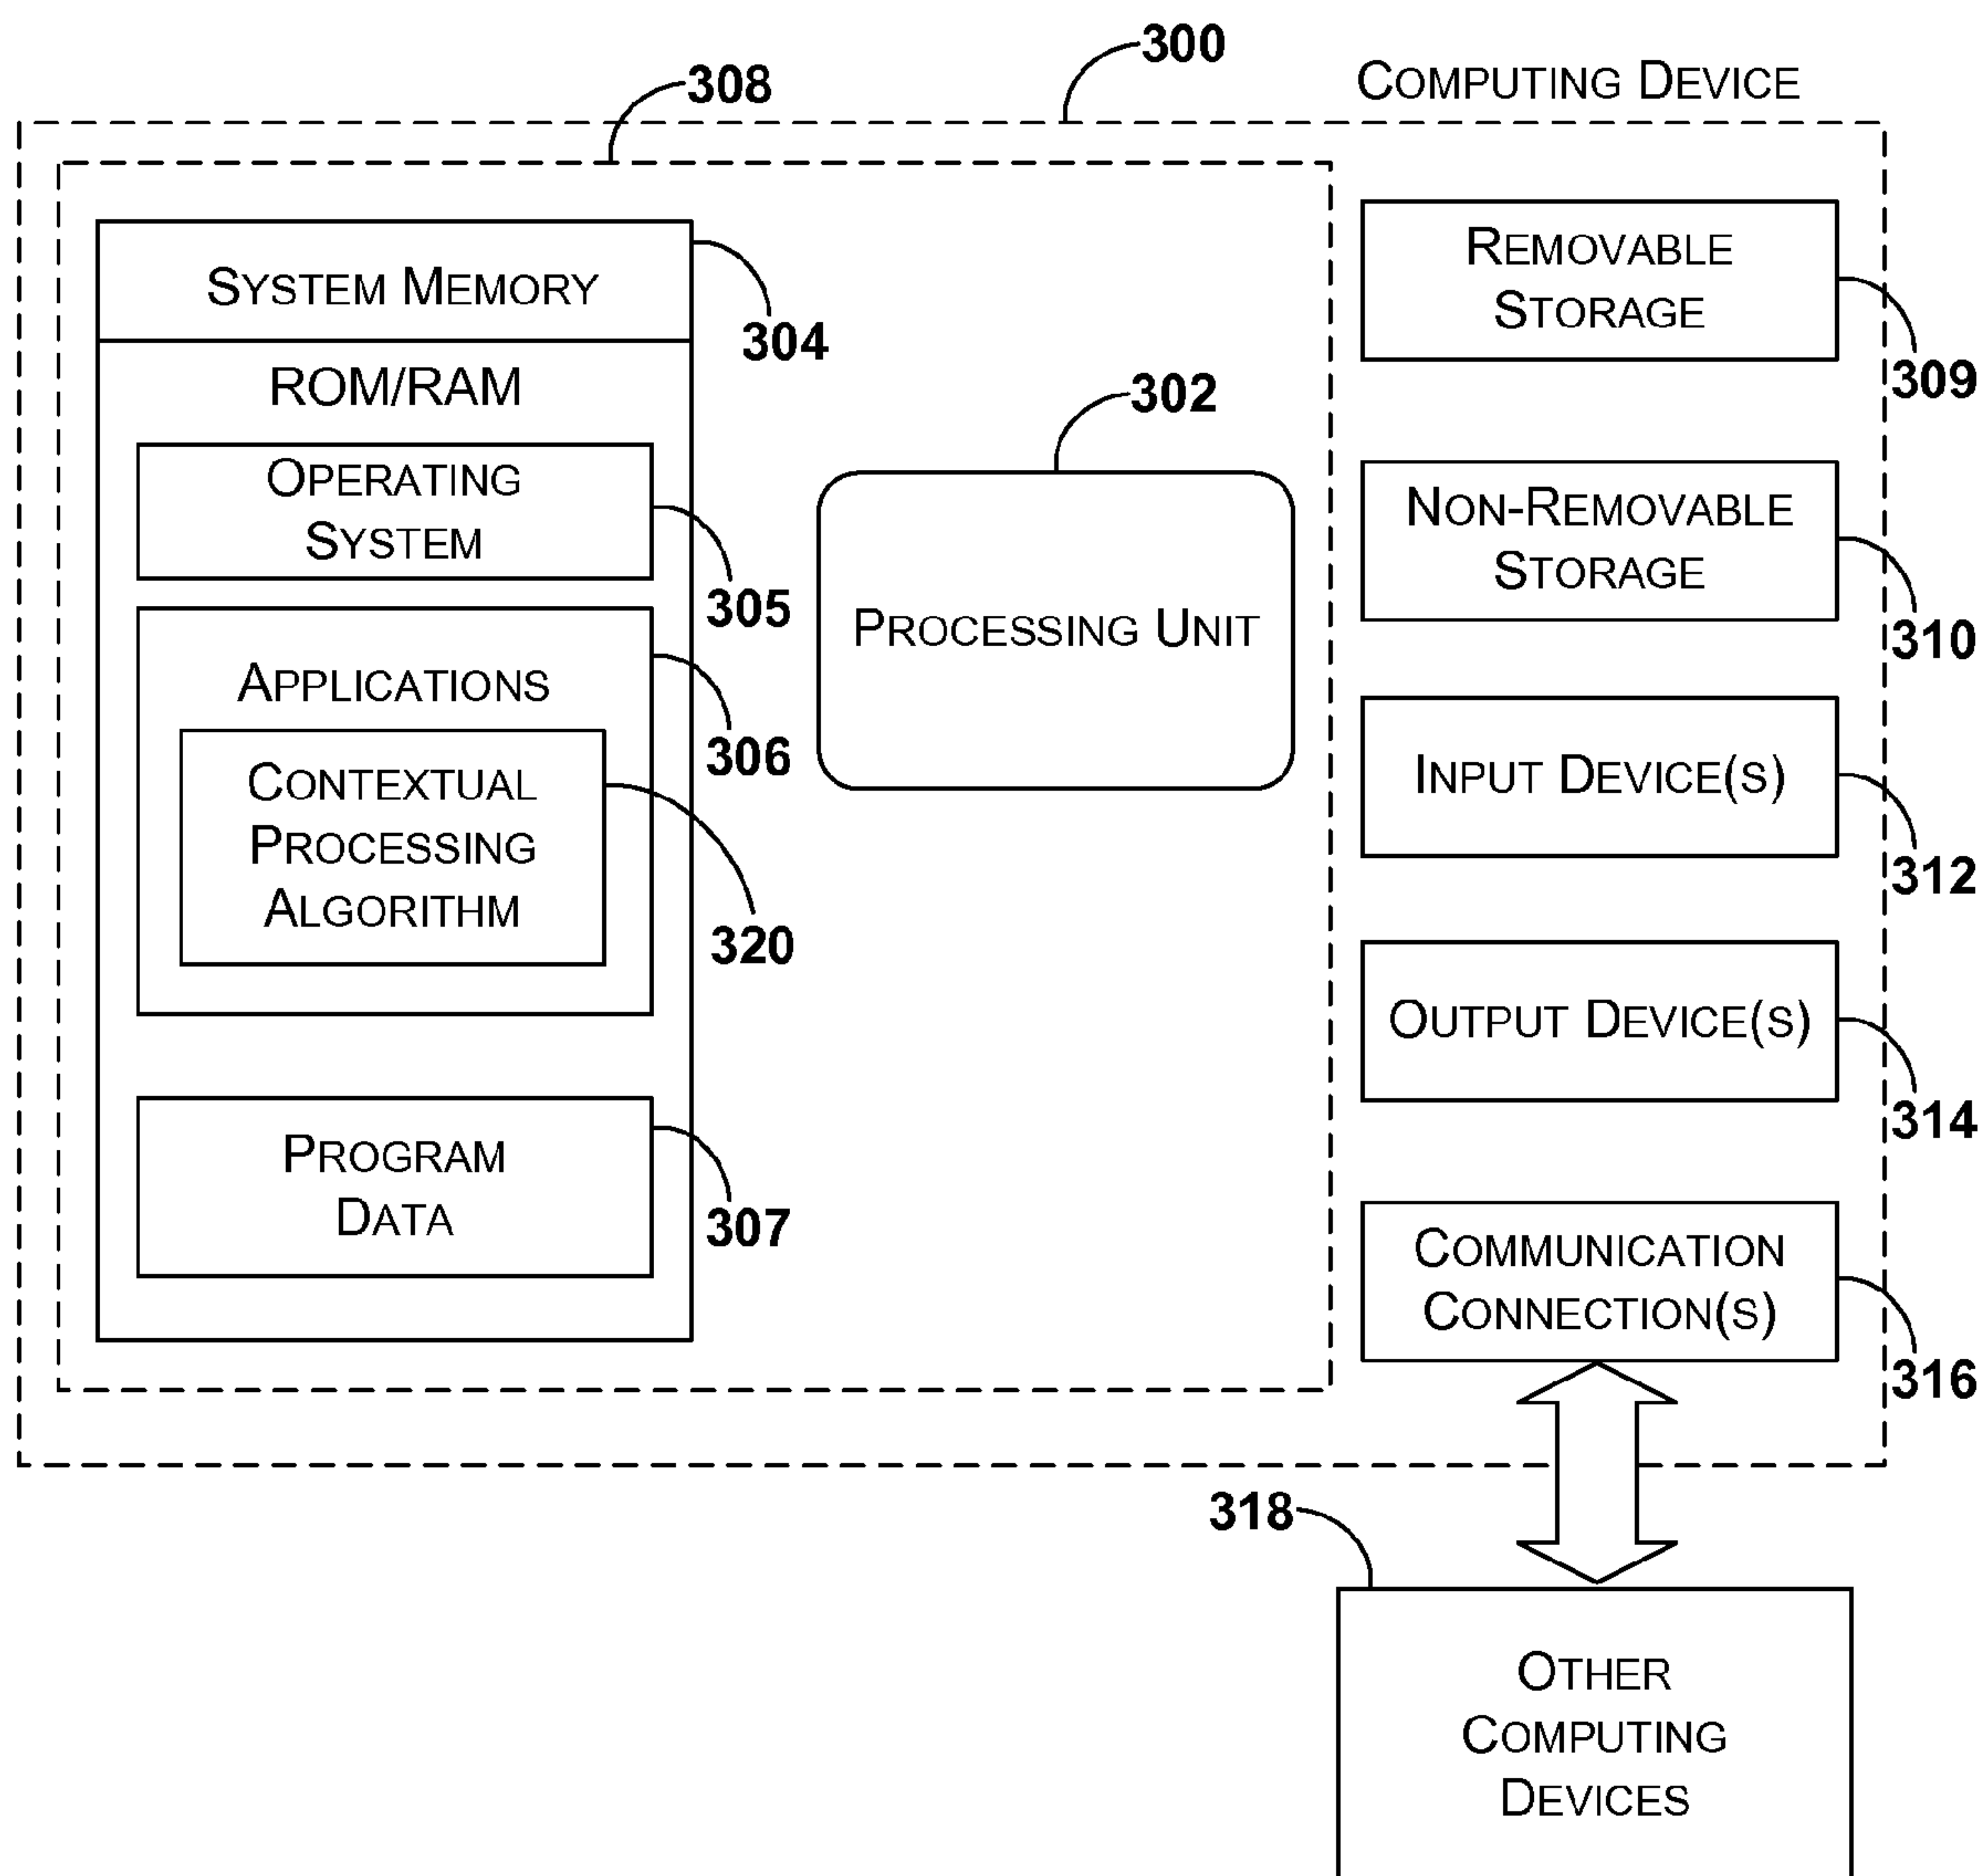 300
COMPUTING DEVICE
308
SYSTEM MEMORY
304
ROM/RAM
OPERATING
SYSTEM
305
APPLICATIONS
306
CONTEXTUAL
PROCESSING
ALGORITHM
320
PROGRAM
DATA
307
302
PROCESSING UNIT
REMOVABLE
STORAGE
309
NON-REMOVABLE
STORAGE
310
INPUT DEVICE(S)
312
OUTPUT DEVICE(S)
314
COMMUNICATION
CONNECTION(S)
316
318
OTHER
COMPUTING
DEVICES